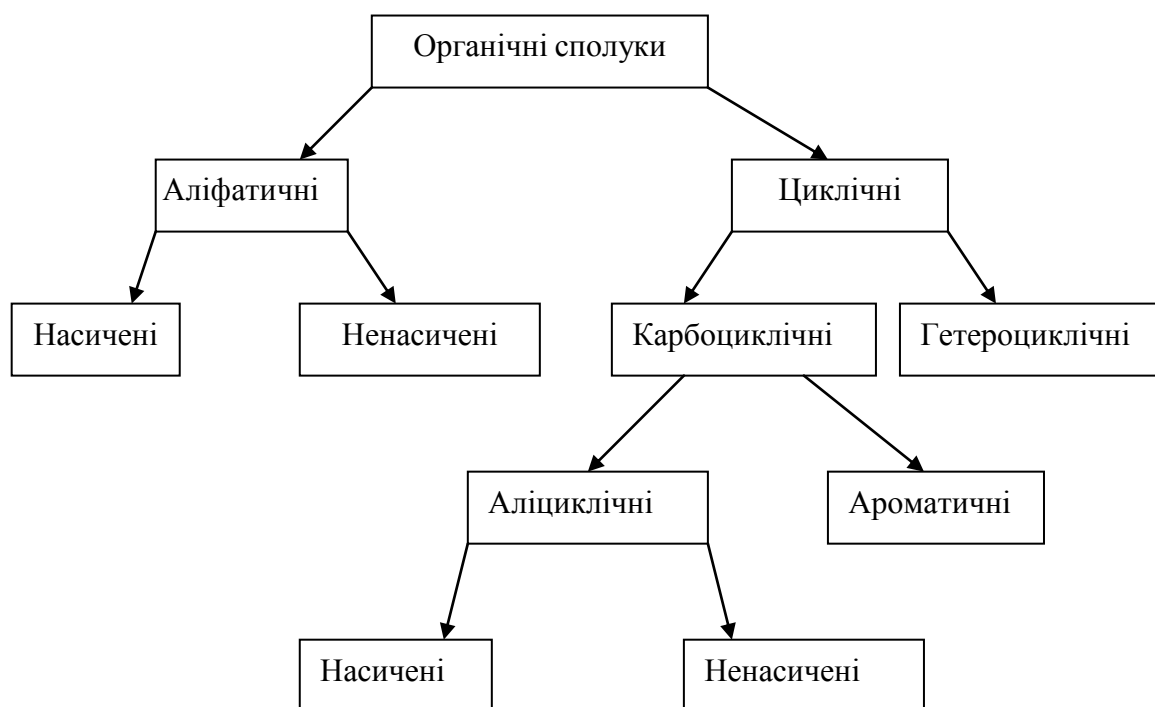 Органічні сполуки
Аліфатичні
Циклічні
Насичені
Ненасичені
Карбоциклічні
Гетероциклічні
Аліциклічні
Ароматичні
Насичені
Ненасичені